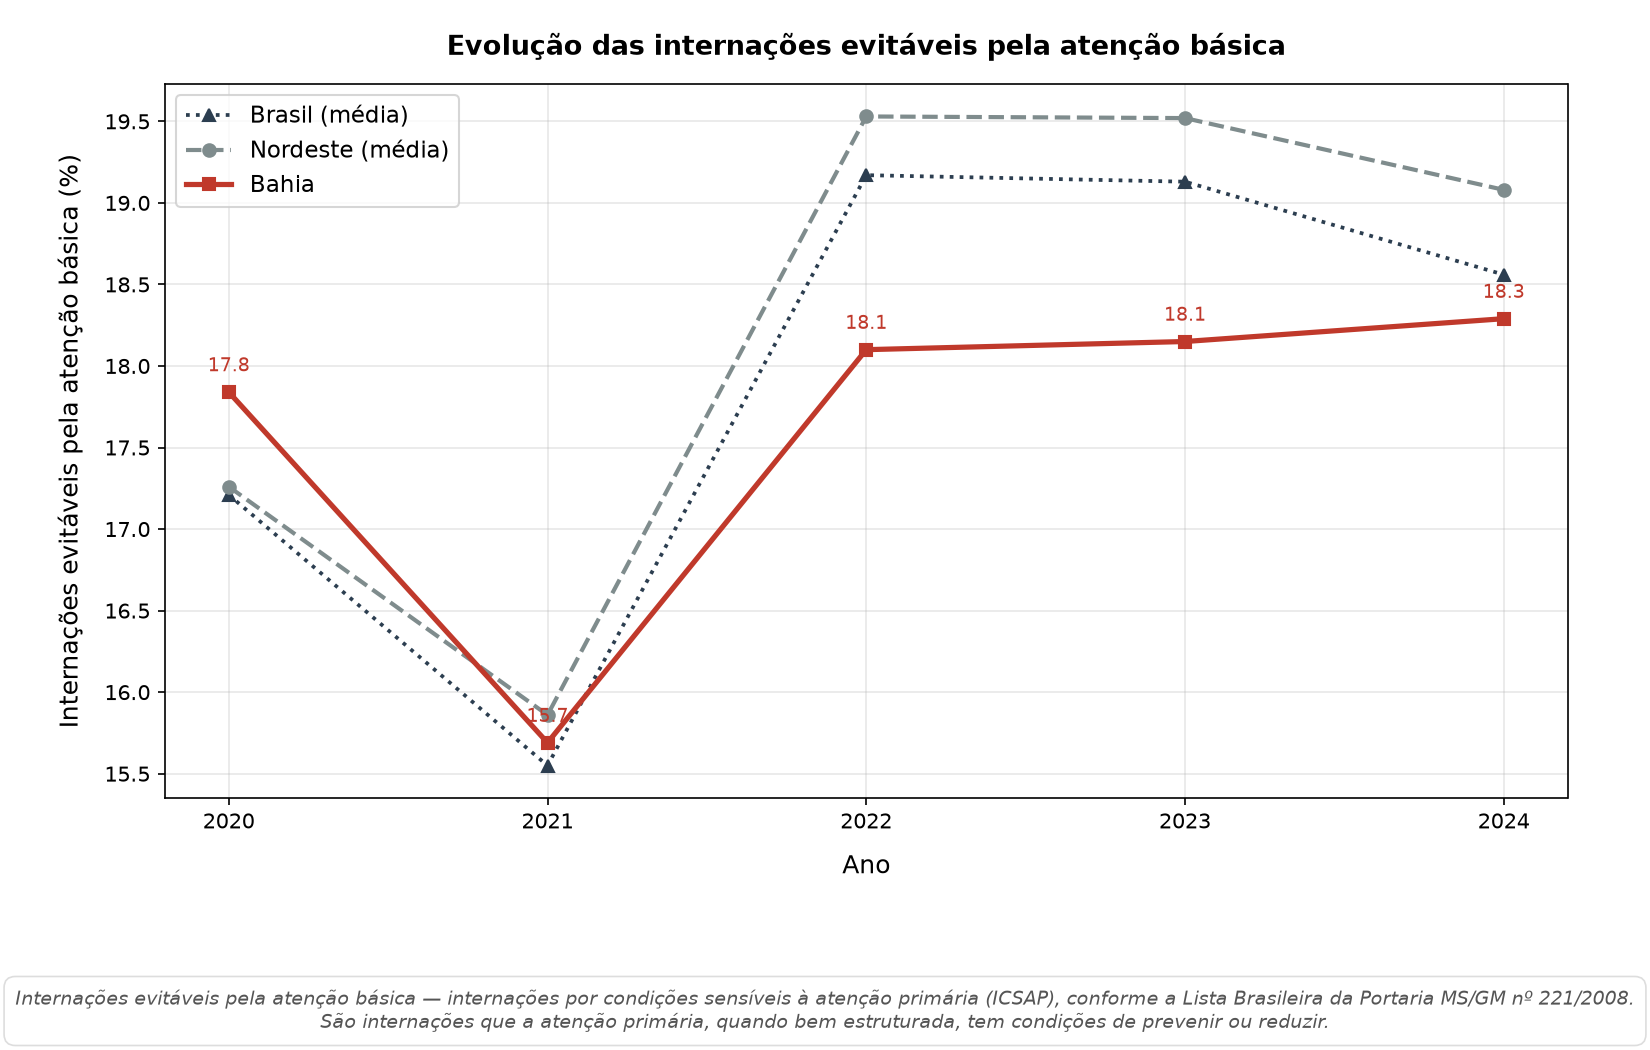 Evolução das internações evitáveis pela atenção básica
Brasil (média)
Nordeste (média)
Bahia
Internações evitáveis pela atenção básica (%)
19.5
19.0
18.5
18.0
17.5
17.0
16.5
16.0
15.5
17.8
15.7
18.1
18.1
18.3
2020
2021
2022
2023
2024
Ano
Internações evitáveis pela atenção básica — internações por condições sensíveis à atenção primária (ICSAP), conforme a Lista Brasileira da Portaria MS/GM nº 221/2008.
São internações que a atenção primária, quando bem estruturada, tem condições de prevenir ou reduzir.